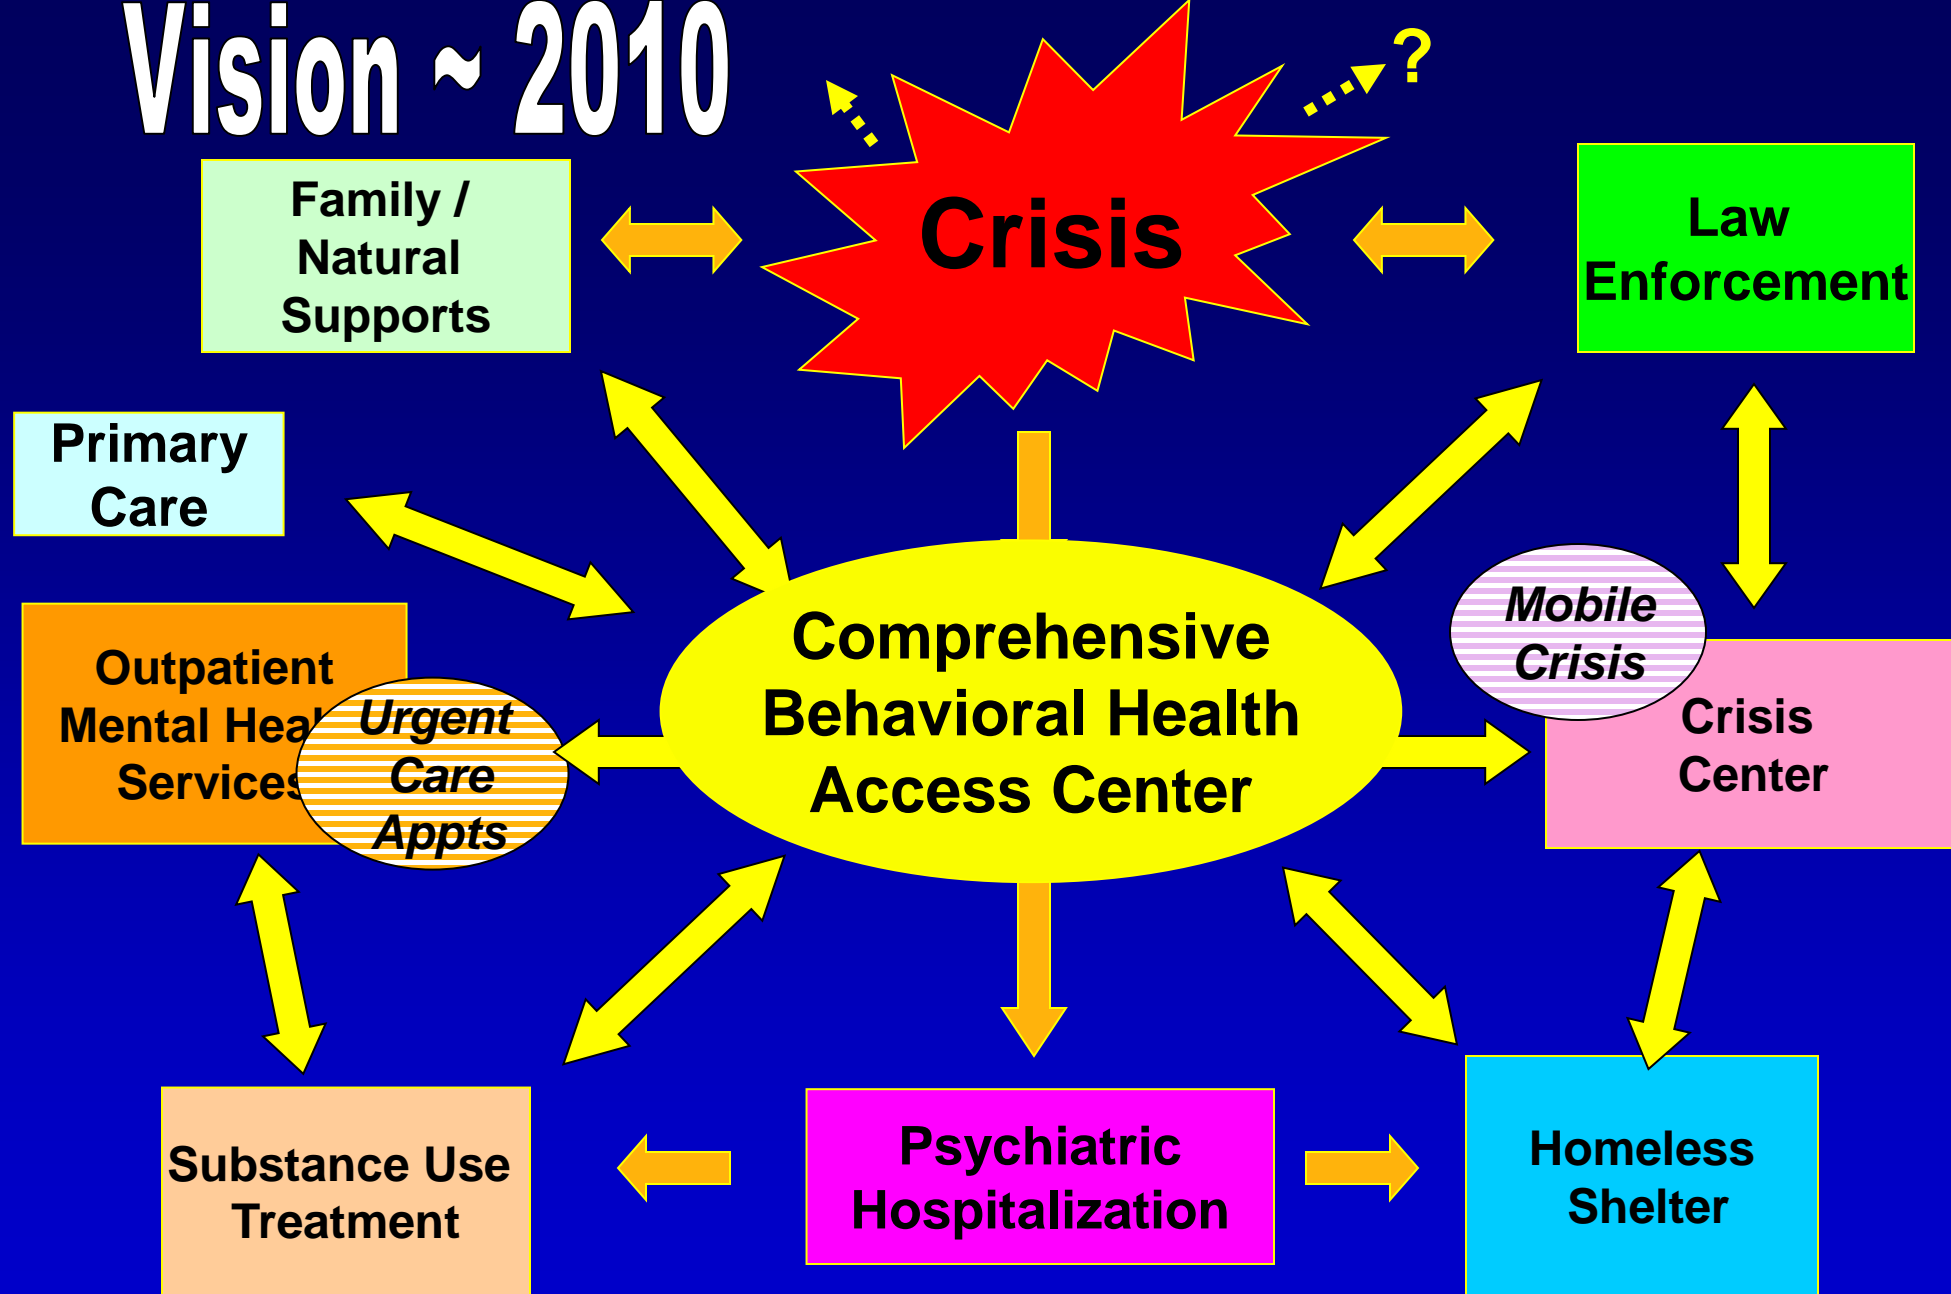 Vision ~ 2010
?
Crisis
Family /
Natural
Supports
Law
Enforcement
Primary
Care
Comprehensive
Behavioral Health
Access Center
Mobile
Crisis
Crisis
Center
Outpatient
Mental Heal
Services
Urgent
Care
Appts
Substance Use
Treatment
Psychiatric
Hospitalization
Homeless
Shelter